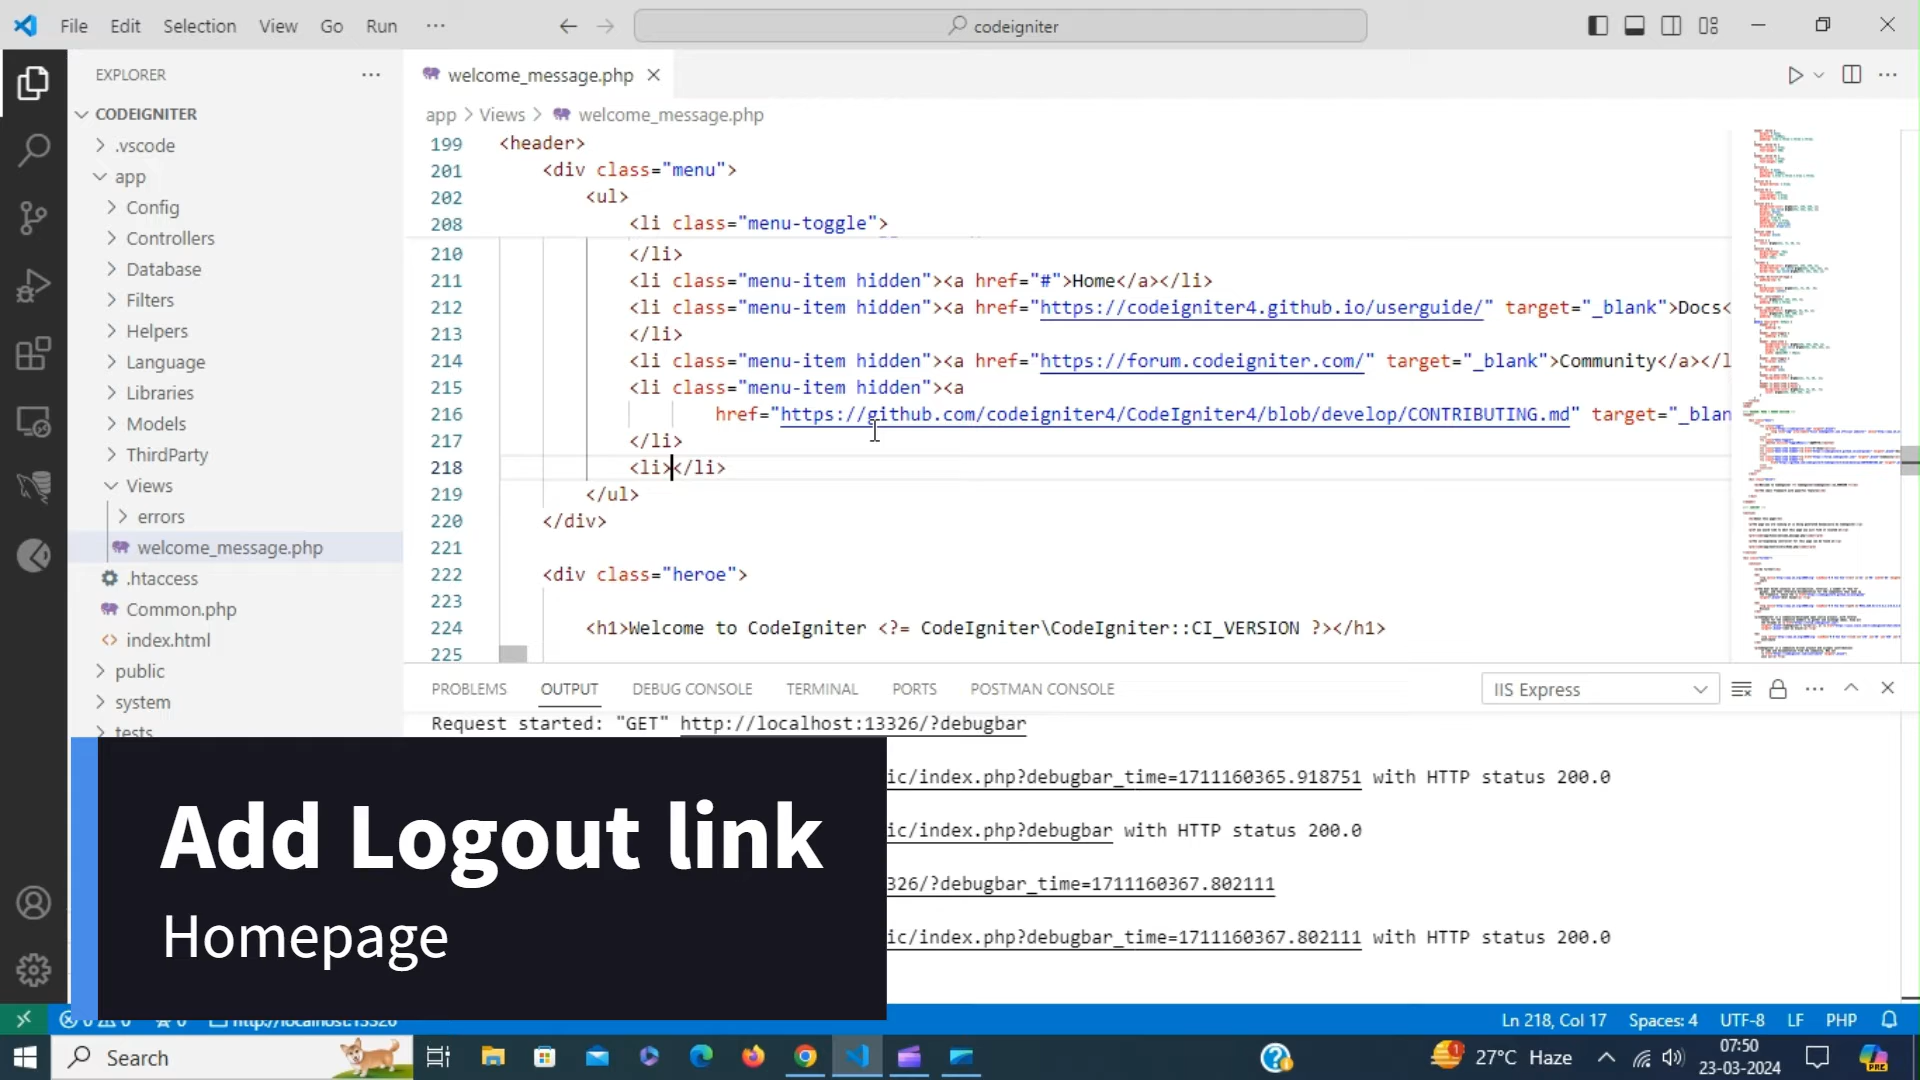 File Edit Selection View Go Run ···
codeigniter
EXPLORER ···
CODEIGNITER
.vscode
app
Config
Controllers
Database
Filters
Helpers
Language
Libraries
Models
ThirdParty
Views
errors
welcome_message.php
.htaccess
Common.php
index.html
public
system
tests
welcome_message.php
app > Views > welcome_message.php
199 <header>
201 <div class="menu">
202 <ul>
208 <li class="menu-toggle">
210 </li>
211 <li class="menu-item hidden"><a href="#">Home</a></li>
212 <li class="menu-item hidden"><a href="https://codeigniter4.github.io/userguide/" target="_blank">Docs<
213 </li>
214 <li class="menu-item hidden"><a href="https://forum.codeigniter.com/" target="_blank">Community</a></l
215 <li class="menu-item hidden"><a
216 href="https://github.com/codeigniter4/CodeIgniter4/blob/develop/CONTRIBUTING.md" target="_blan
217 </li>
218 <li></li>
219 </ul>
220 </div>
221
222 <div class="heroe">
223
224 <h1>Welcome to CodeIgniter <?= CodeIgniter\CodeIgniter::CI_VERSION ?></h1>
225
PROBLEMS OUTPUT DEBUG CONSOLE TERMINAL PORTS POSTMAN CONSOLE IIS Express
Request started: "GET" http://localhost:13326/?debugbar
ic/index.php?debugbar_time=1711160365.918751 with HTTP status 200.0
ic/index.php?debugbar with HTTP status 200.0
326/?debugbar_time=1711160367.802111
ic/index.php?debugbar_time=1711160367.802111 with HTTP status 200.0
Add Logout link
Homepage
http://localhost:13326 Ln 218, Col 17 Spaces: 4 UTF-8 LF PHP
Search
27°C Haze
07:50
23-03-2024
PRE